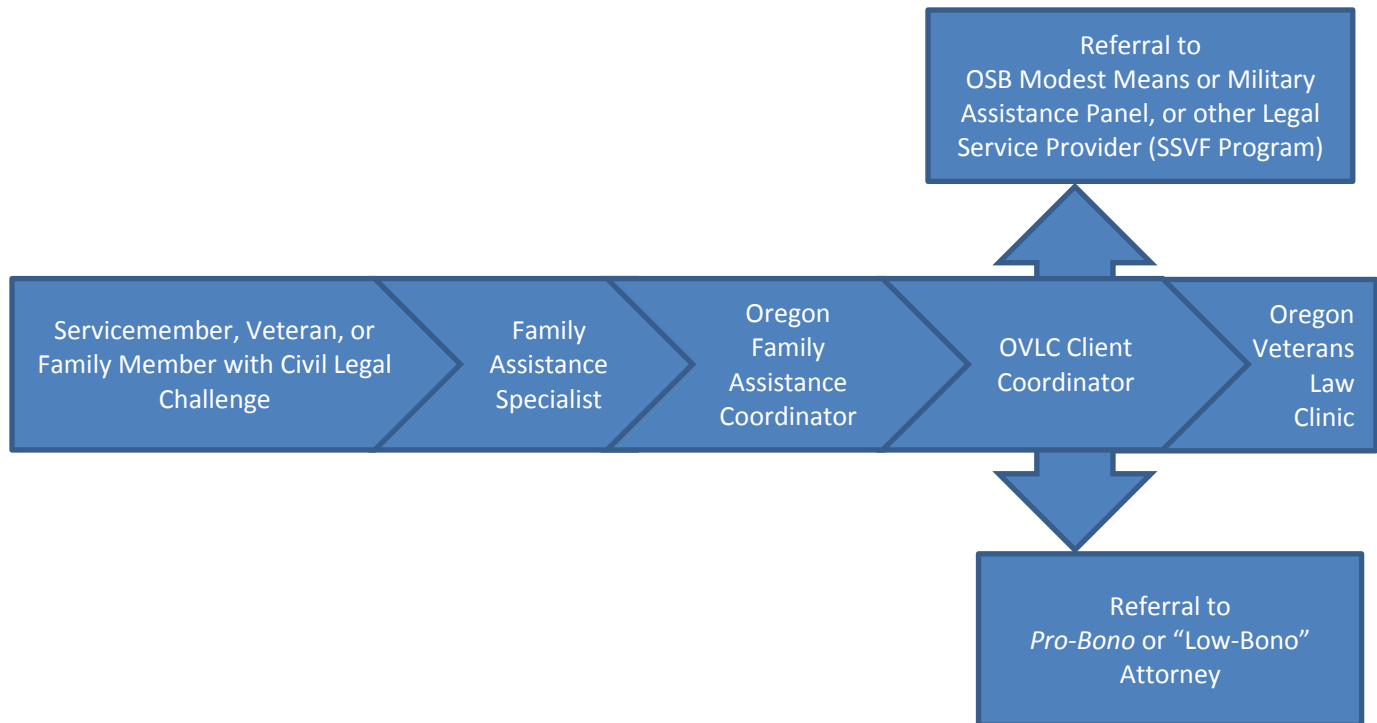 Referral to
OSB Modest Means or Military
Assistance Panel, or other Legal
Service Provider (SSVF Program)
Servicemember, Veteran, or
Family Member with Civil Legal
Challenge
Family
Assistance
Specialist
Oregon
Family
Assistance
Coordinator
OVLC Client
Coordinator
Oregon
Veterans
Law
Clinic
Referral to
Pro-Bono or “Low-Bono”
Attorney